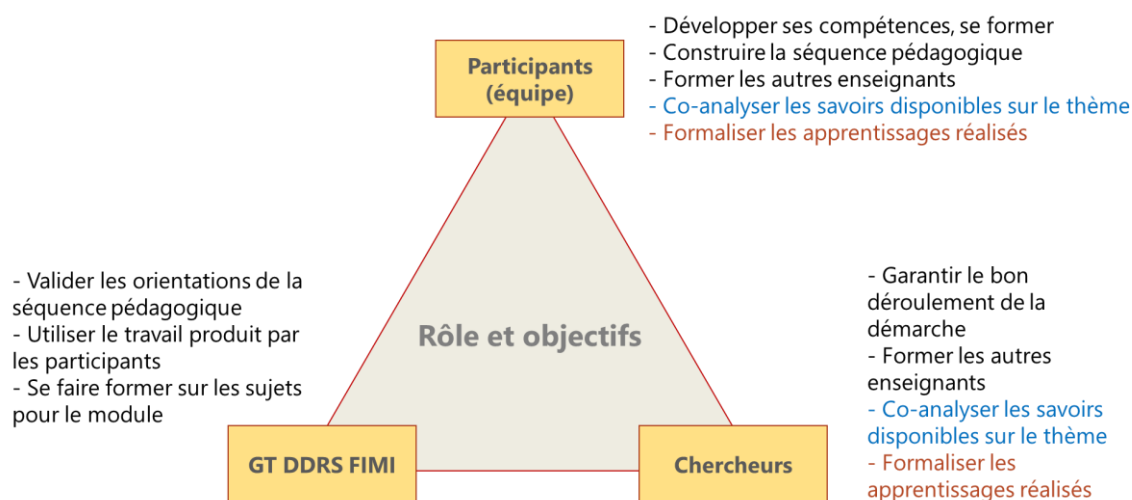 Participants
(équipe)
- Développer ses compétences, se former
- Construire la séquence pédagogique
- Former les autres enseignants
- Co-analyser les savoirs disponibles sur le thème
- Formaliser les apprentissages réalisés
- Valider les orientations de la
séquence pédagogique
- Utiliser le travail produit par
les participants
- Se faire former sur les sujets
pour le module
Rôle et objectifs
- Garantir le bon
déroulement de la
démarche
- Former les autres
enseignants
- Co-analyser les savoirs
disponibles sur le thème
- Formaliser les
apprentissages réalisés
GT DDRS FIMI
Chercheurs